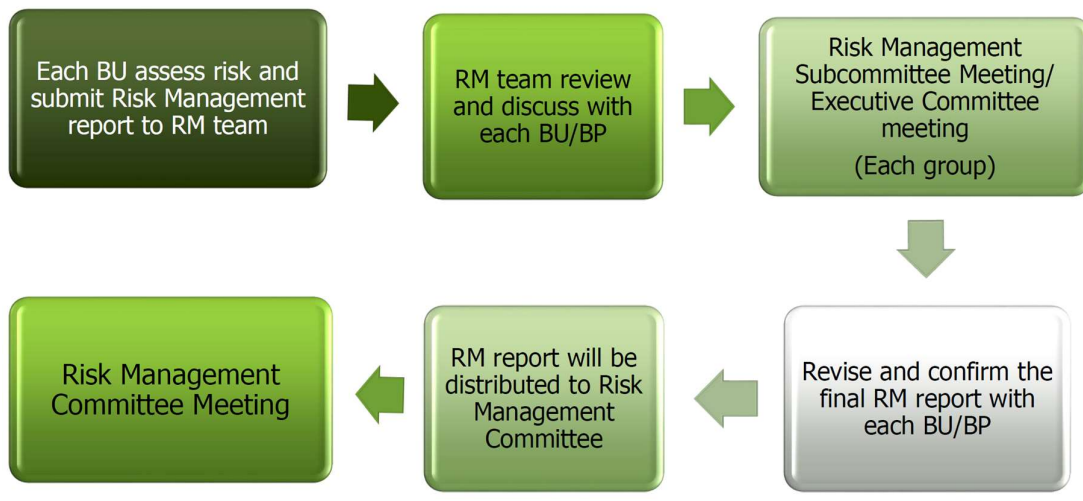 Each BU assess risk and
submit Risk Management
report to RM team
RM team review
and discuss with
each BU/BP
Risk Management
Subcommittee Meeting/
Executive Committee
meeting
(Each group)
Revise and confirm the
final RM report with
each BU/BP
RM report will be
distributed to Risk
Management
Committee
Risk Management
Committee Meeting